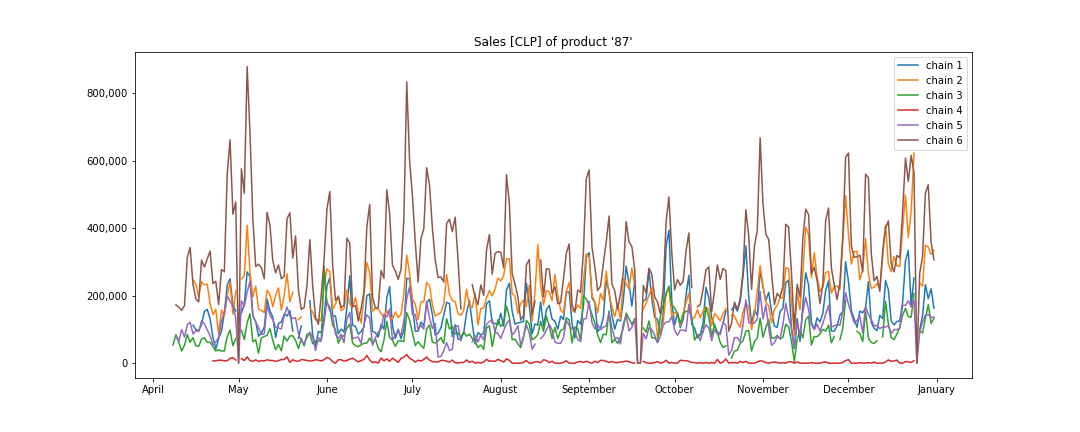 Sales [CLP] of product '87'
chain 1
chain 2
chain 3
chain 4
chain 5
chain 6
800,000
600,000
400,000
200,000
0
April May June July August September October November December January